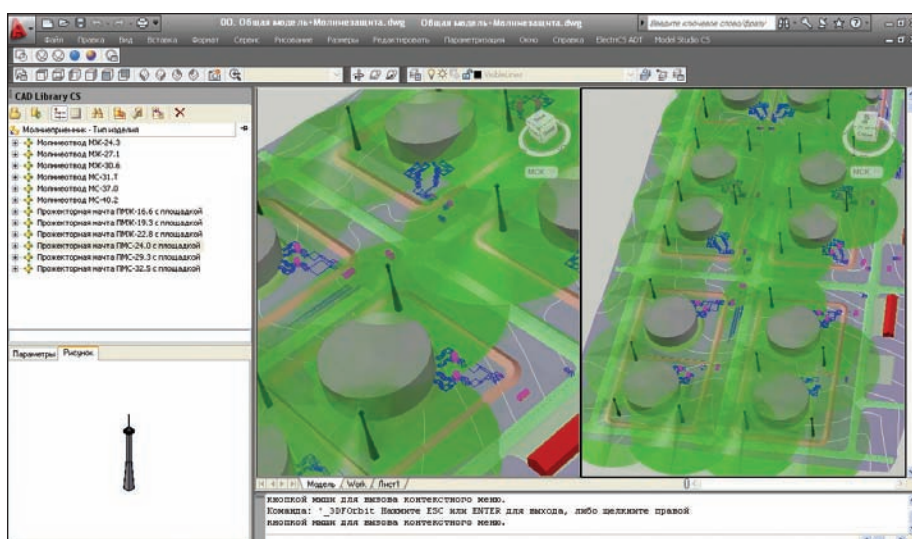 ОО. Общая модель-Молниезащита.dwg Общая модель-Молниезащита.dwg Введите ключевое слово/фразу
Файл Правка Вид Вставка Формат Сервис Рисование Размеры Редактировать Параметризация Окно Справка ElectriCS ADT Model Studio CS
CAD Library CS
Молниеприемник - Тип изделия
Молниеотвод МЖ-24.3
Молниеотвод МЖ-27.1
Молниеотвод МЖ-30.6
Молниеотвод МС-31.Т
Молниеотвод МС-37.0
Молниеотвод МС-40.2
Прожекторная мачта ПМЖ-16.6 с площадкой
Прожекторная мачта ПМЖ-19.3 с площадкой
Прожекторная мачта ПМЖ-22.8 с площадкой
Прожекторная мачта ПМС-24.0 с площадкой
Прожекторная мачта ПМС-29.3 с площадкой
Прожекторная мачта ПМС-32.5 с площадкой
МСК
МСК
Параметры Рисунок
Модель Work Лист1
кнопкой мыши для вызова контекстного меню.
Команда: '_3DFOrbit Нажмите ESC или ENTER для выхода, либо щелкните правой
кнопкой мыши для вызова контекстного меню.